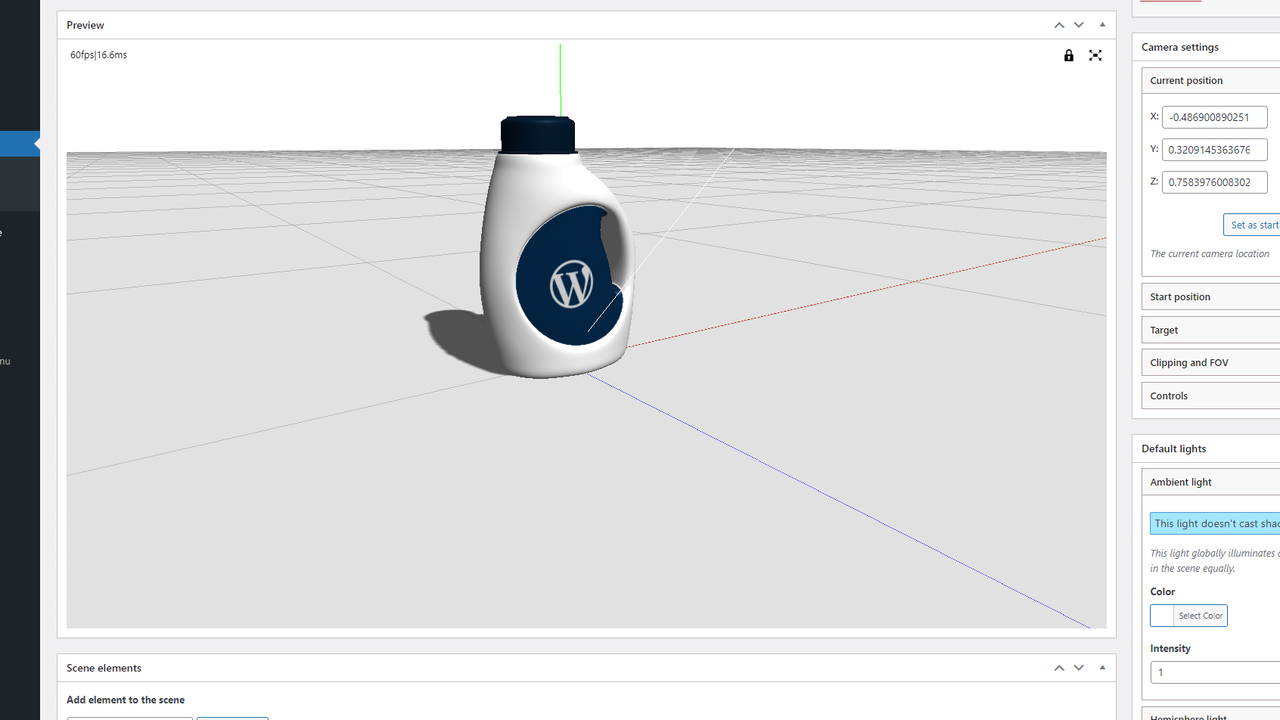 Preview
60fps|16.6ms
W
Scene elements
Add element to the scene
Camera settings
Current position
X: -0.486900890251
Y: 0.3209145363676
Z: 0.7583976008302
Set as start
The current camera location
Start position
Target
Clipping and FOV
Controls
Default lights
Ambient light
This light doesn't cast
This light globally illuminates
in the scene equally.
Color
Select Color
Intensity
1
Hemisphere light